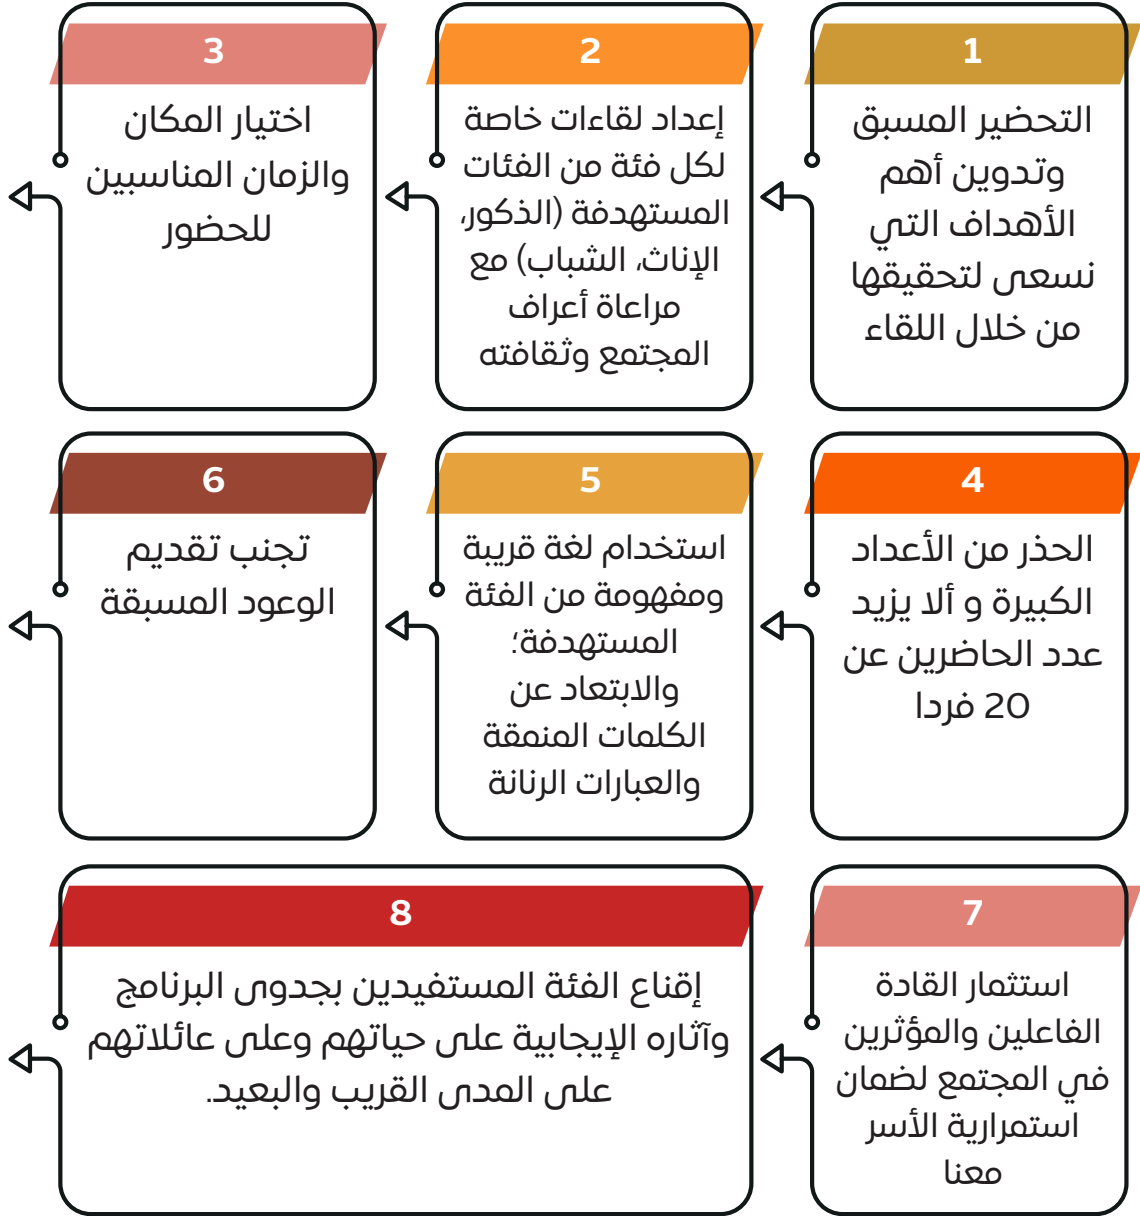 1
التحضير المسبق
وتدوين أهم
الأهداف التي
نسعى لتحقيقها
من خلال اللقاء
2
إعداد لقاءات خاصة
لكل فئة من الفئات
المستهدفة (الذكور،
الإناث، الشباب) مع
مراعاة أعراف
المجتمع وثقافته
3
اختيار المكان
والزمان المناسبين
للحضور
4
الحذر من الأعداد
الكبيرة و ألا يزيد
عدد الحاضرين عن
20 فردا
5
استخدام لغة قريبة
ومفهومة من الفئة
المستهدفة؛
والابتعاد عن
الكلمات المنمقة
والعبارات الرنانة
6
تجنب تقديم
الوعود المسبقة
7
استثمار القادة
الفاعلين والمؤثرين
في المجتمع لضمان
استمرارية الأسر
معنا
8
إقناع الفئة المستفيدين بجدوى البرنامج
وآثاره الإيجابية على حياتهم وعلى عائلاتهم
على المدى القريب والبعيد.